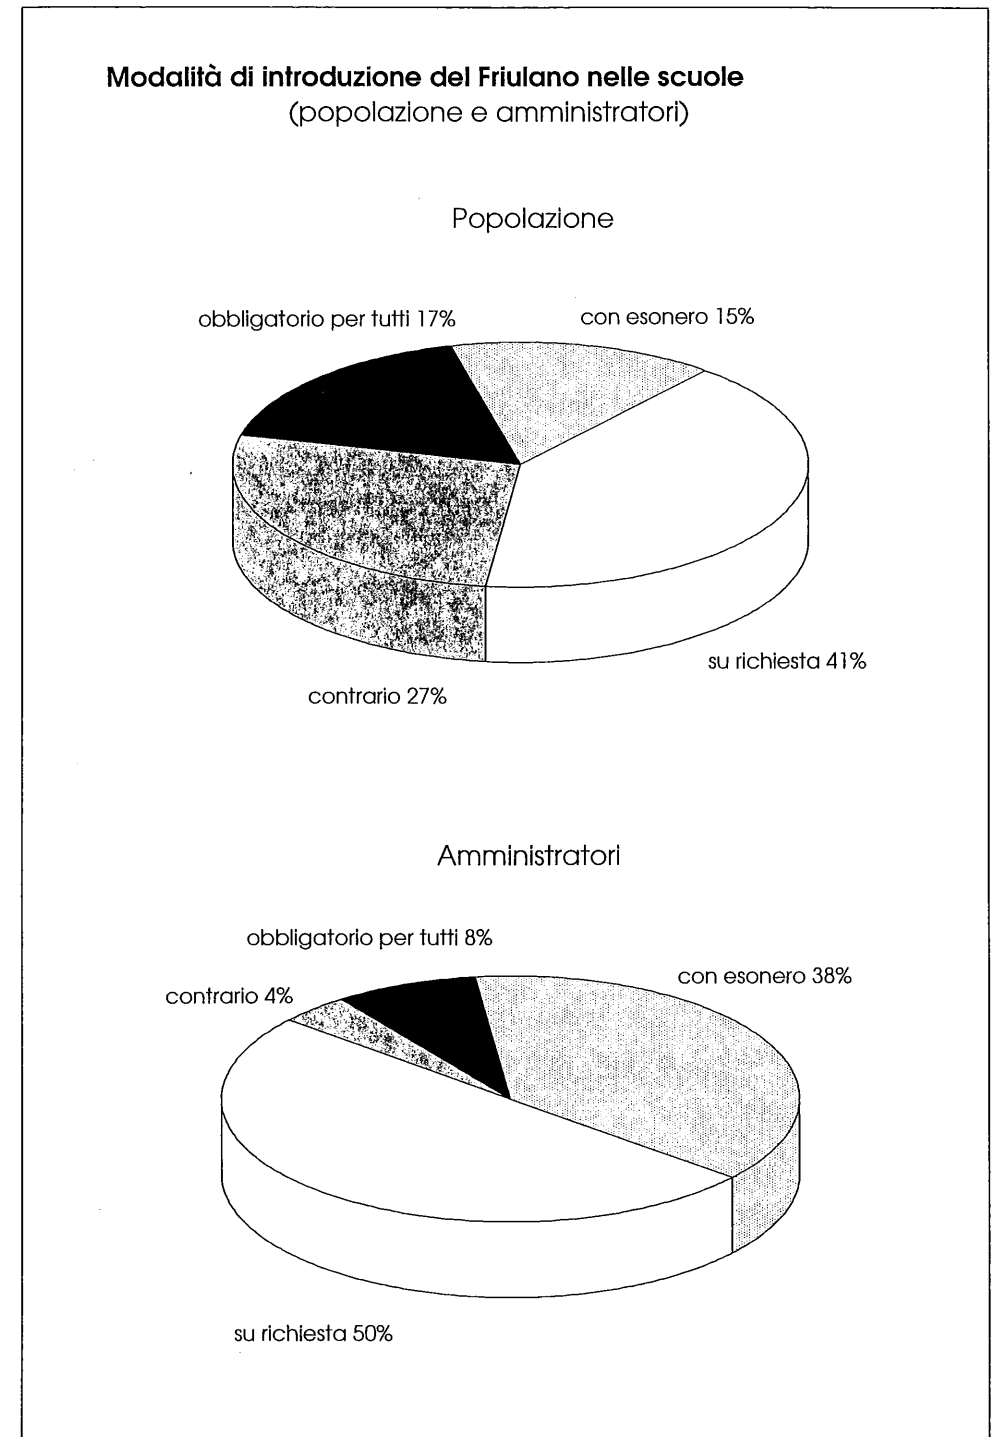 Modalità di introduzione del Friulano nelle scuole
(popolazione e amministratori)
Popolazione
obbligatorio per tutti 17%
con esonero 15%
su richiesta 41%
contrario 27%
Amministratori
obbligatorio per tutti 8%
con esonero 38%
contrario 4%
su richiesta 50%